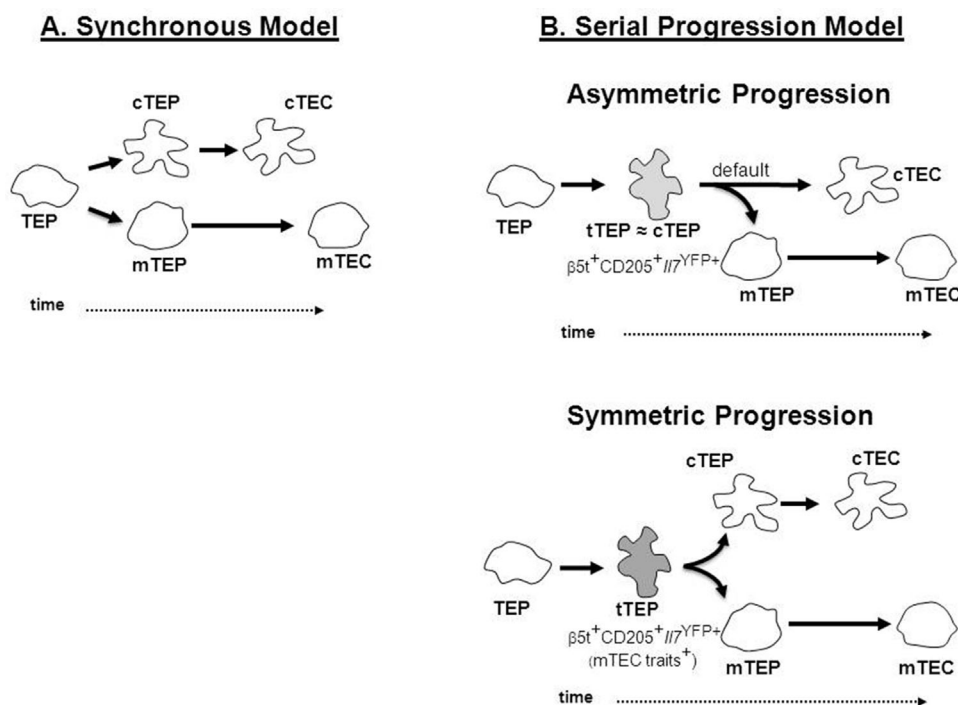 A. Synchronous Model
cTEP
cTEC
TEP
mTEP
mTEC
time
B. Serial Progression Model
Asymmetric Progression
default
cTEC
TEP
tTEP ≈ cTEP
β5t⁺CD205⁺Il7ʸᶠᴾ⁺
mTEP
mTEC
time
Symmetric Progression
cTEP
cTEC
TEP
tTEP
β5t⁺CD205⁺Il7ʸᶠᴾ⁺
(mTEC traits⁺)
mTEP
mTEC
time